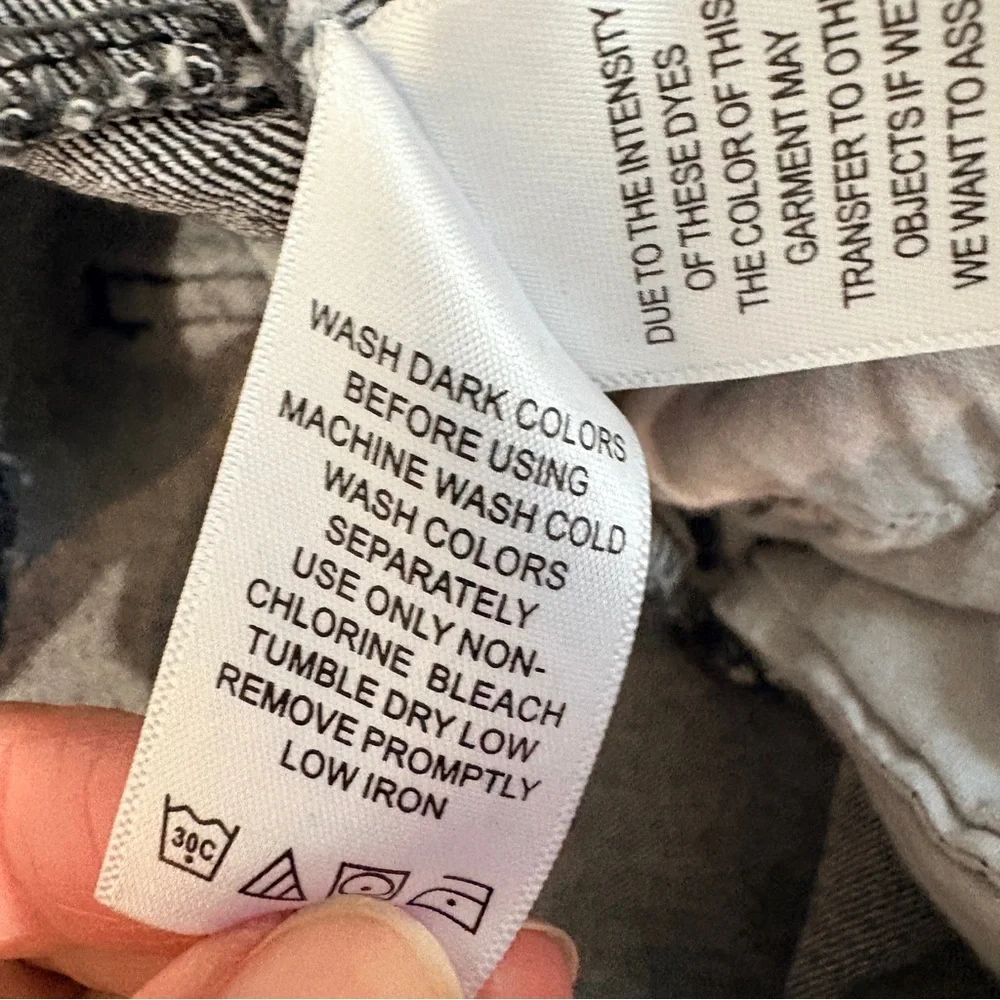 WASH DARK COLORS
BEFORE USING
MACHINE WASH COLD
WASH COLORS
SEPARATELY
USE ONLY NON-
CHLORINE BLEACH
TUMBLE DRY LOW
REMOVE PROMPTLY
LOW IRON
30C
DUE TO THE INTENSITY
OF THESE DYES
THE COLOR OF THIS
GARMENT MAY
TRANSFER TO OTH
OBJECTS IF WE
WE WANT TO ASS